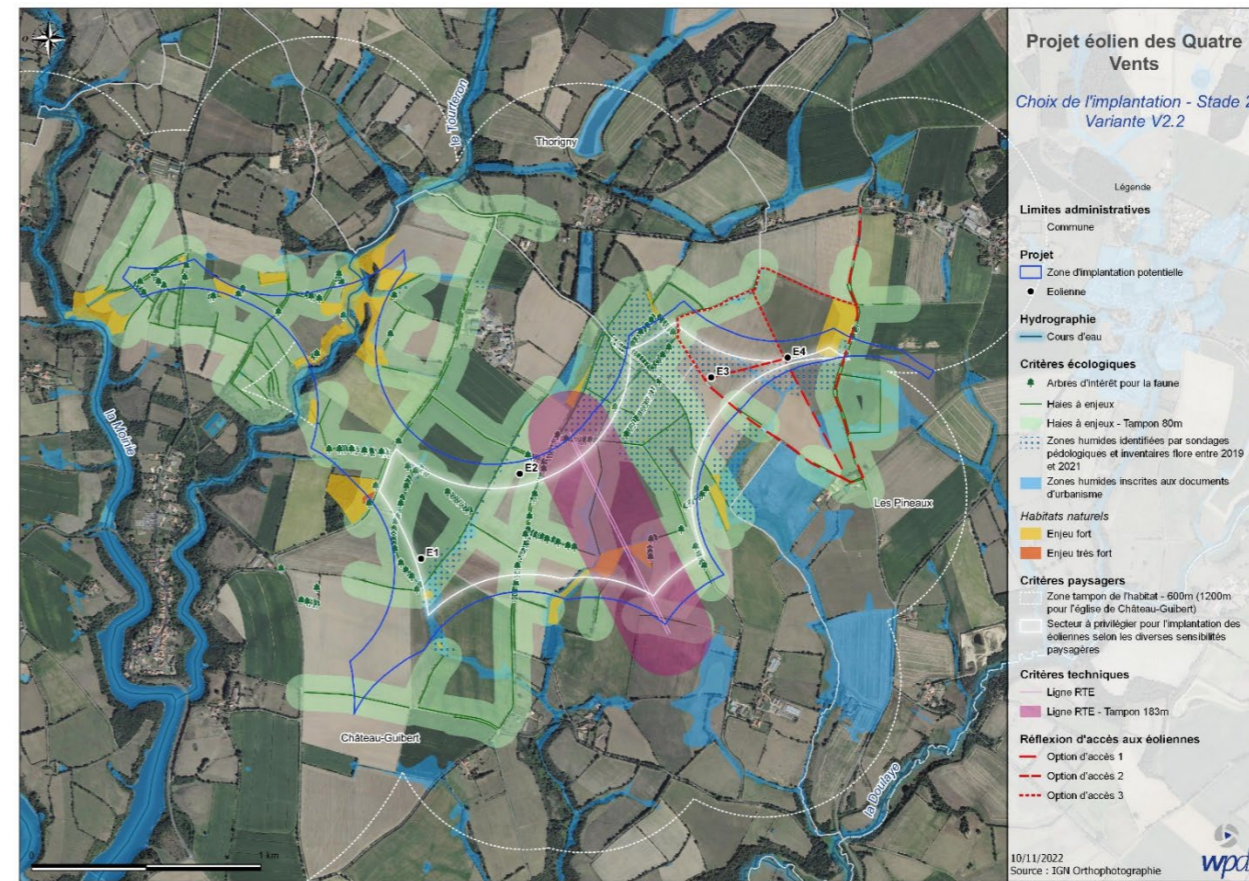 Projet éolien des Quatre
Vents
Choix de l'implantation - Stade 2
Variante V2.2
Légende
Limites administratives
Commune
Projet
Zone d'implantation potentielle
Eolienne
Hydrographie
Cours d'eau
Critères écologiques
Arbres d'intérêt pour la faune
Haies à enjeux
Haies à enjeux - Tampon 80m
Zones humides identifiées par sondages
pédologiques et inventaires flore entre 2019
et 2021
Zones humides inscrites aux documents
d'urbanisme
Habitats naturels
Enjeu fort
Enjeu très fort
Critères paysagers
Zone tampon de l'habitat - 600m (1200m
pour l'église de Château-Guibert)
Secteur à privilégier pour l'implantation des
éoliennes selon les diverses sensibilités
paysagères
Critères techniques
Ligne RTE
Ligne RTE - Tampon 183m
Réflexion d'accès aux éoliennes
Option d'accès 1
Option d'accès 2
Option d'accès 3
10/11/2022
Source : IGN Orthophotographie
wpd
le Tourteron
Thorigny
la Moinie
E4
E3
E2
E1
Les Pineaux
Château-Guibert
la Doulaye
1 km